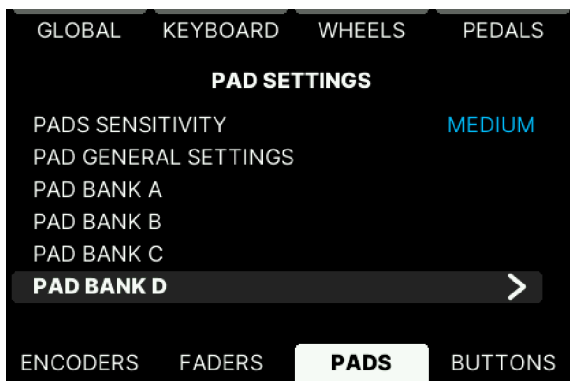 GLOBAL KEYBOARD WHEELS PEDALS
PAD SETTINGS
PADS SENSITIVITY MEDIUM
PAD GENERAL SETTINGS
PAD BANK A
PAD BANK B
PAD BANK C
PAD BANK D
ENCODERS FADERS PADS BUTTONS